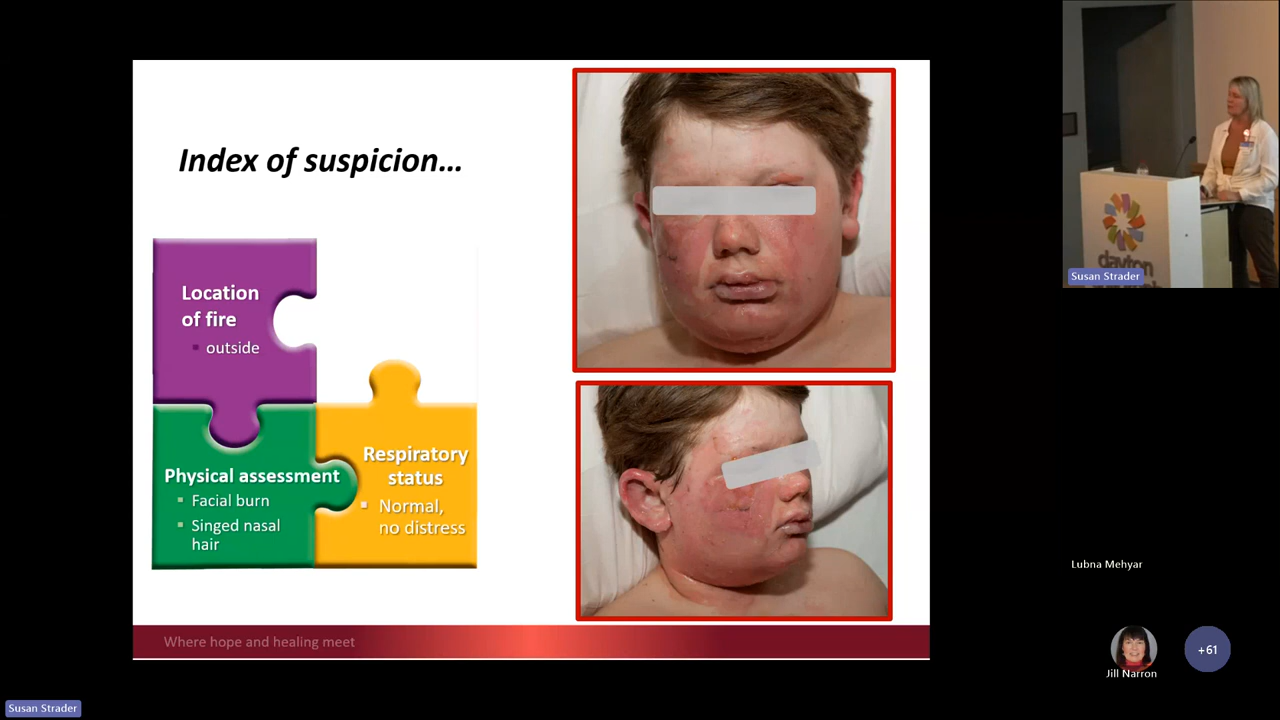 Index of suspicion...
Location
of fire
outside
Physical assessment
Facial burn
Singed nasal
hair
Respiratory
status
Normal,
no distress
Where hope and healing meet
dayton
Susan Strader
Lubna Mehyar
Jill Narron
+61
Susan Strader